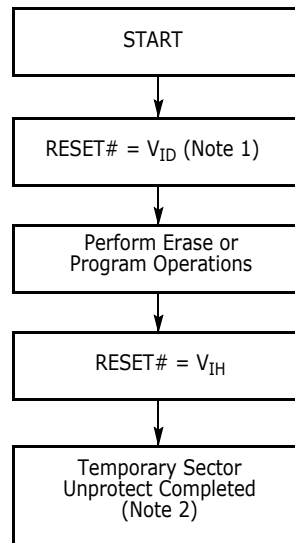 START
RESET# = VID (Note 1)
Perform Erase or
Program Operations
RESET# = VIH
Temporary Sector
Unprotect Completed
(Note 2)